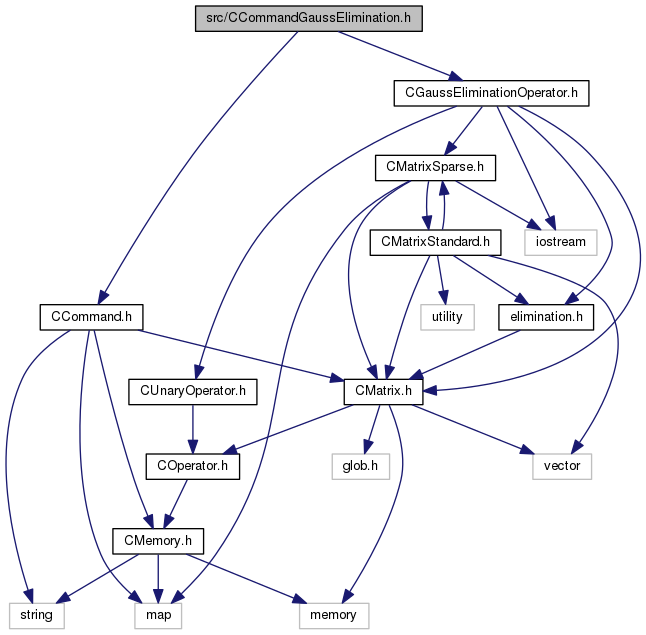 src/CCommandGaussElimination.h
CGaussEliminationOperator.h
CMatrixSparse.h
CMatrixStandard.h
iostream
utility
elimination.h
CCommand.h
CUnaryOperator.h
CMatrix.h
COperator.h
glob.h
vector
CMemory.h
string
map
memory